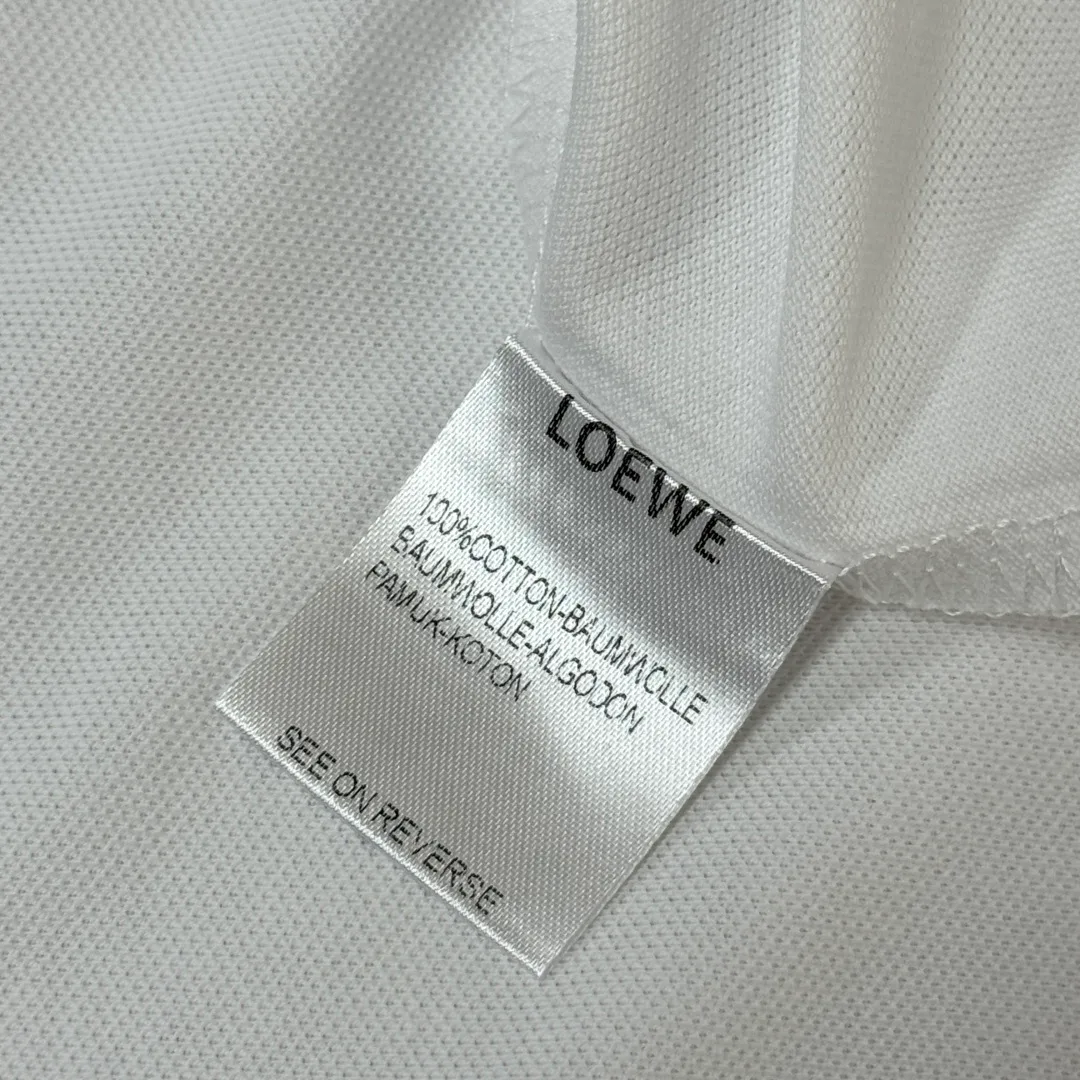 LOEWE
100%COTTON-BAUMWOLLE
BAUMWOLLE-ALGODON
PAMUK-KOTON
SEE ON REVERSE